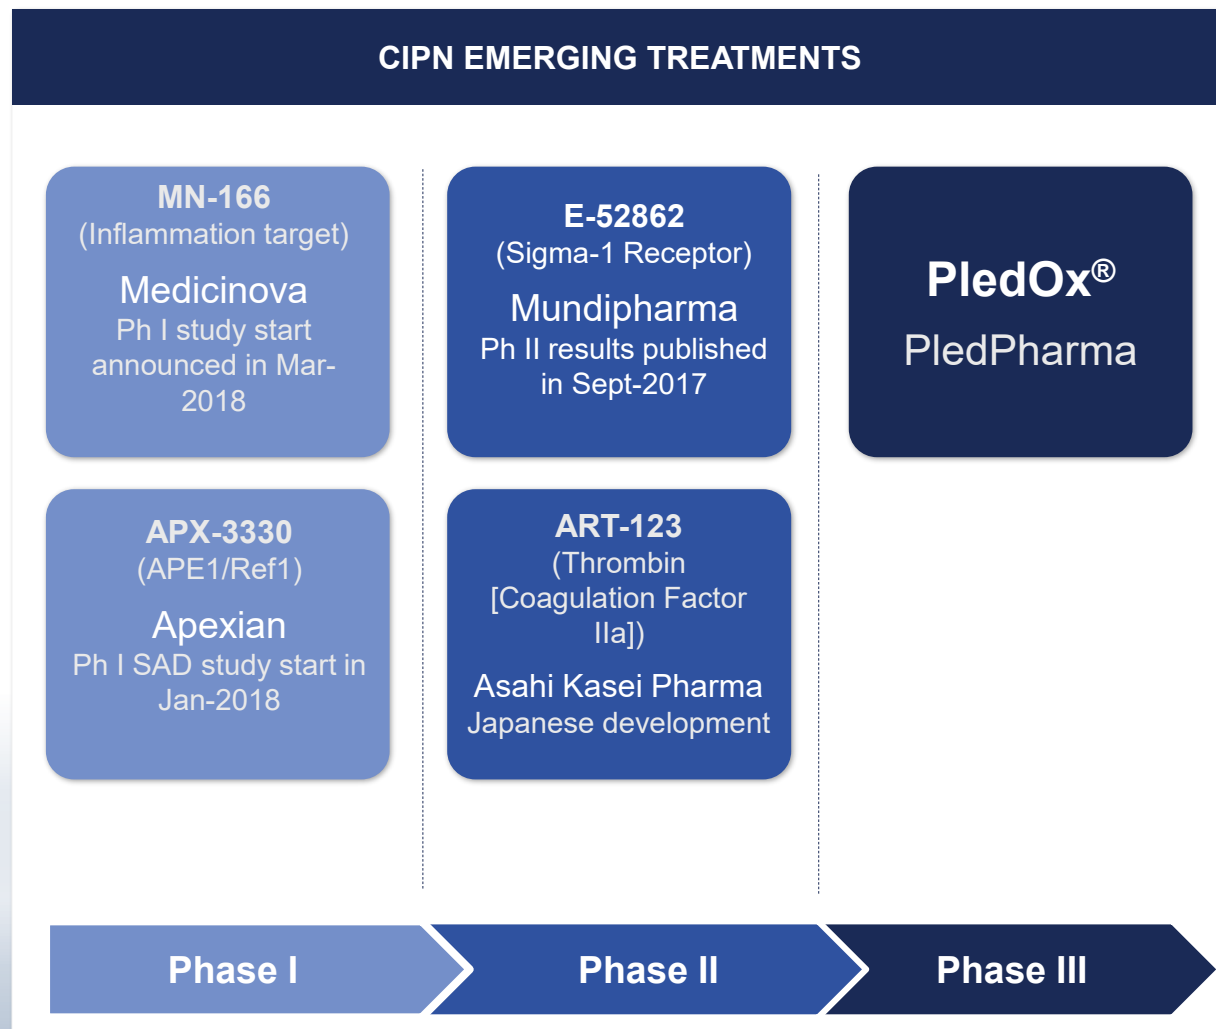 CIPN EMERGING TREATMENTS
MN-166
(Inflammation target)
Medicinova
Ph I study start
announced in Mar-
2018
APX-3330
(APE1/Ref1)
Apexian
Ph I SAD study start in
Jan-2018
E-52862
(Sigma-1 Receptor)
Mundipharma
Ph II results published
in Sept-2017
ART-123
(Thrombin
[Coagulation Factor
IIa])
Asahi Kasei Pharma
Japanese development
PledOx®
PledPharma
Phase I
Phase II
Phase III